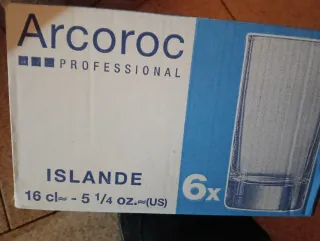 Arcoroc
PROFESSIONAL
ISLANDE
6x
16 cl≈ - 5 1/4 oz.≈(US)